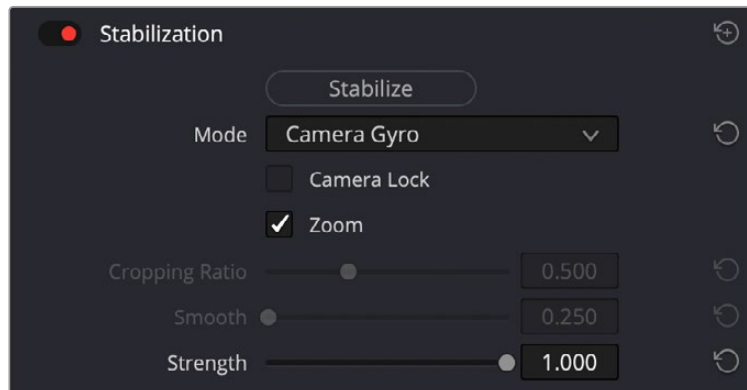 Stabilization
Stabilize
Mode Camera Gyro
Camera Lock
Zoom
Cropping Ratio 0.500
Smooth 0.250
Strength 1.000